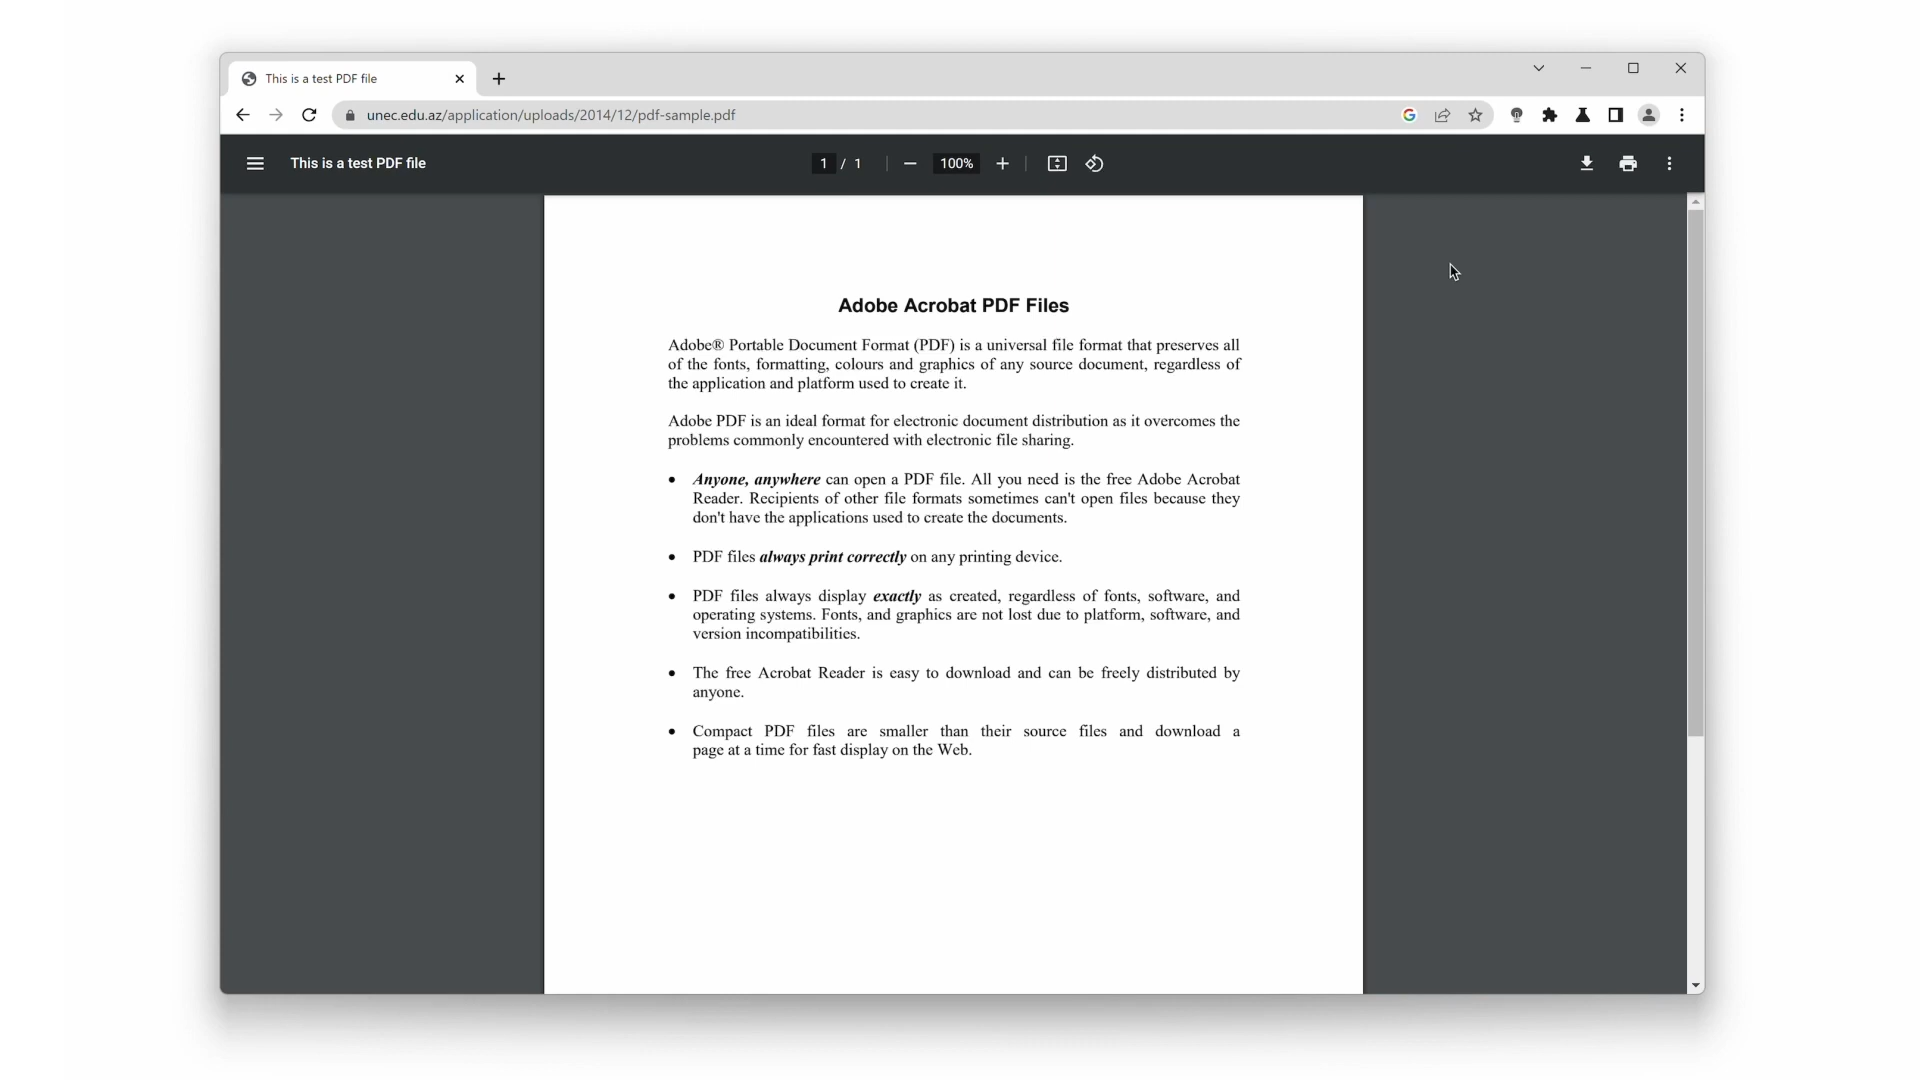 This is a test PDF file
unec.edu.az/application/uploads/2014/12/pdf-sample.pdf
This is a test PDF file
1 / 1
100%
Adobe Acrobat PDF Files
Adobe® Portable Document Format (PDF) is a universal file format that preserves all
of the fonts, formatting, colours and graphics of any source document, regardless of
the application and platform used to create it.
Adobe PDF is an ideal format for electronic document distribution as it overcomes the
problems commonly encountered with electronic file sharing.
• Anyone, anywhere can open a PDF file. All you need is the free Adobe Acrobat
Reader. Recipients of other file formats sometimes can't open files because they
don't have the applications used to create the documents.
• PDF files always print correctly on any printing device.
• PDF files always display exactly as created, regardless of fonts, software, and
operating systems. Fonts, and graphics are not lost due to platform, software, and
version incompatibilities.
• The free Acrobat Reader is easy to download and can be freely distributed by
anyone.
• Compact PDF files are smaller than their source files and download a
page at a time for fast display on the Web.